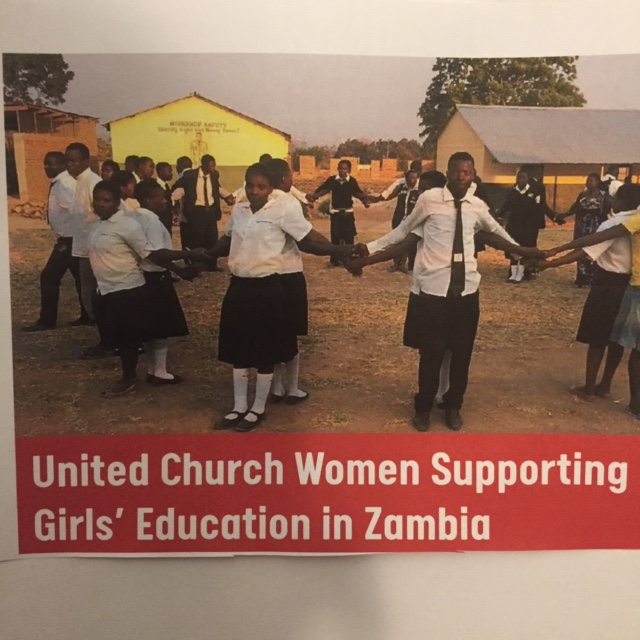 WORKSHOP SAFETY
United Church Women Supporting
Girls' Education in Zambia